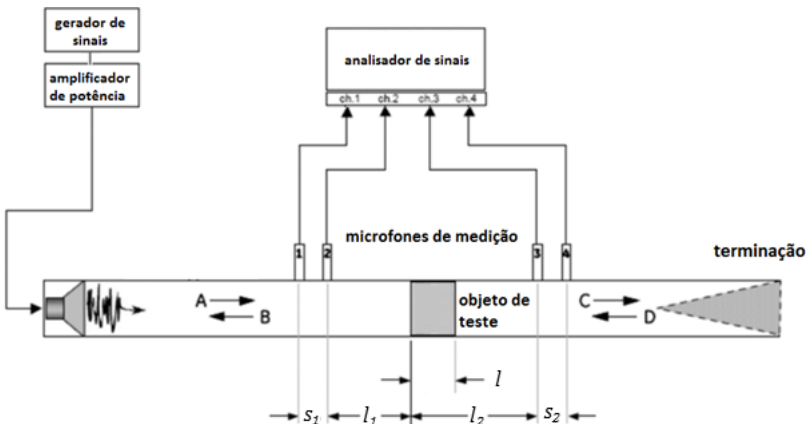 gerador de
sinais
amplificador
de potência
analisador de sinais
ch.1 ch.2 ch.3 ch.4
microfones de medição
terminação
1 2 3 4
A
B
objeto de
teste
C
D
l
s₁ l₁ l₂ s₂